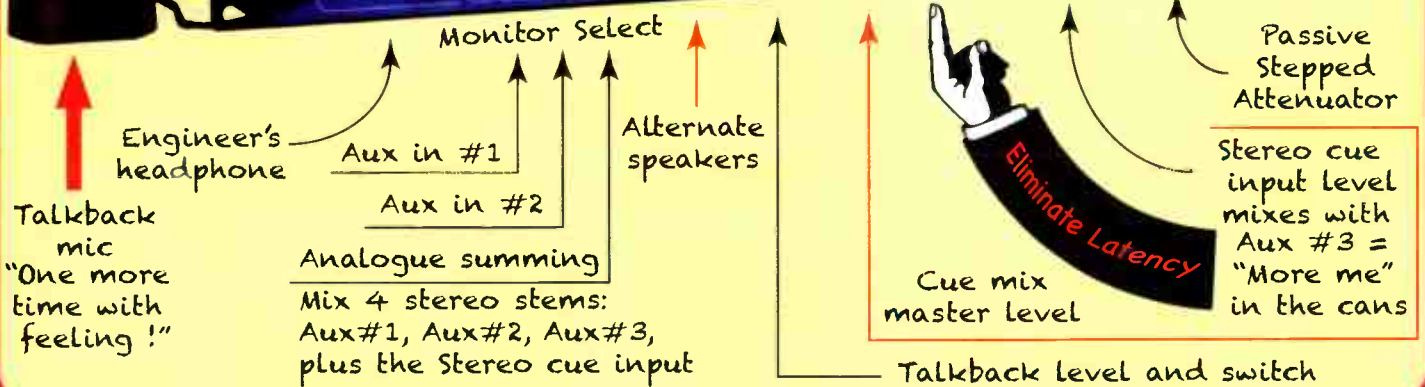 Monitor Select
Passive
Stepped
Attenuator
Engineer's
headphone
Aux in #1
Alternate
speakers
Aux in #2
Talkback
mic
"One more
time with
feeling !"
Analogue summing
Mix 4 stereo stems:
Aux#1, Aux#2, Aux#3,
plus the Stereo cue input
Eliminate Latency
Cue mix
master level
Stereo cue
input level
mixes with
Aux #3 =
"More me"
in the cans
Talkback level and switch